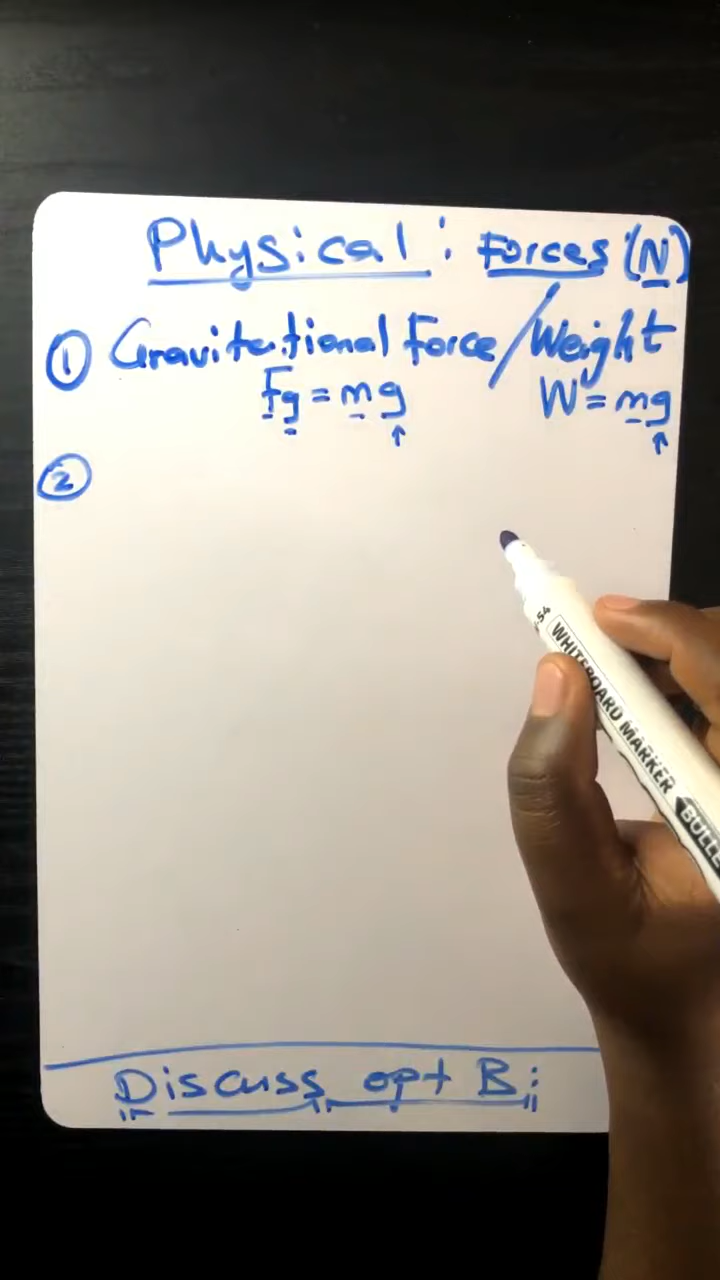 Physical : Forces (N)
① Gravitational Force/Weight
Fg = mg W = mg
②
Discuss opt B:
WHITEBOARD MARKER